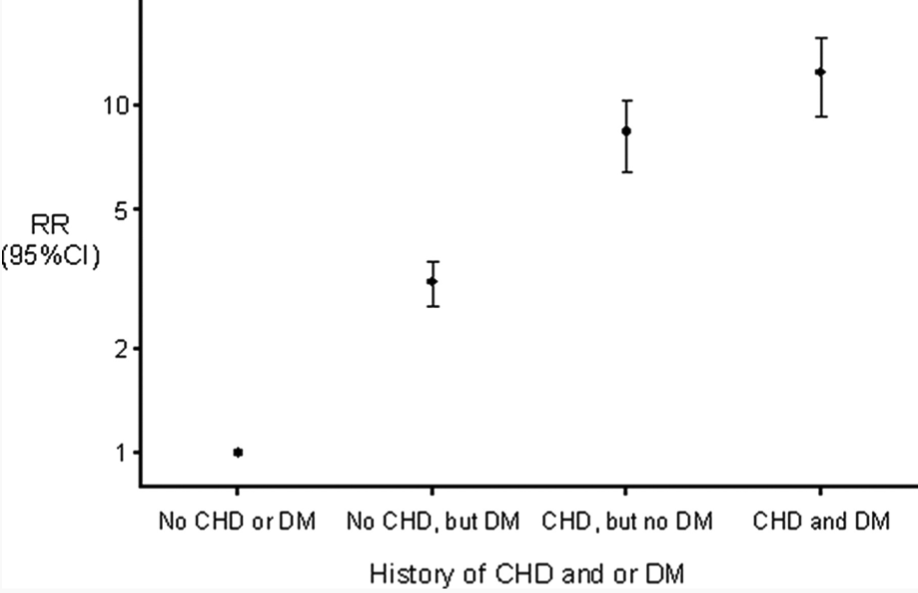 10
5
RR
(95%CI)
2
1
No CHD or DM
No CHD, but DM
CHD, but no DM
CHD and DM
History of CHD and or DM